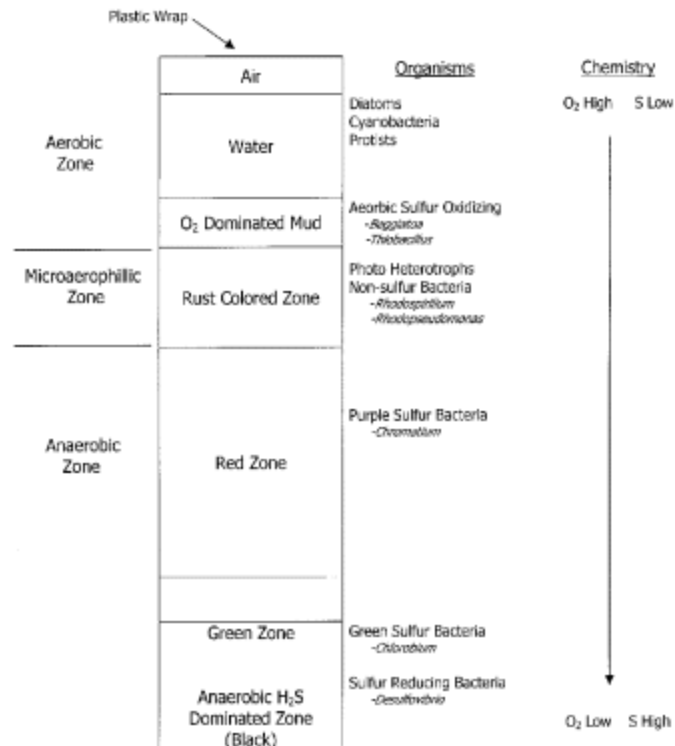 Plastic Wrap
Air
Organisms
Chemistry
Diatoms
Cyanobacteria
Protists
O₂ High S Low
Aerobic
Zone
Water
O₂ Dominated Mud
Aeorbic Sulfur Oxidizing
-Beggiatoa
-Thiobacillus
Microaerophillic
Zone
Rust Colored Zone
Photo Heterotrophs
Non-sulfur Bacteria
-Rhodospirillum
-Rhodopseudomonas
Purple Sulfur Bacteria
-Chromatium
Anaerobic
Zone
Red Zone
Green Zone
Green Sulfur Bacteria
-Chlorobium
Sulfur Reducing Bacteria
-Desulfovibrio
Anaerobic H₂S
Dominated Zone
(Black)
O₂ Low S High